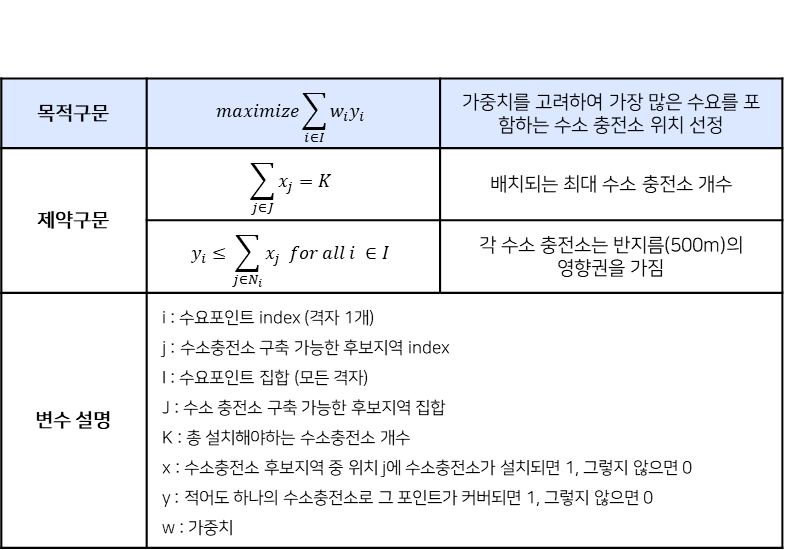 목적구문
maximize ∑ w_i y_i
i∈I
가중치를 고려하여 가장 많은 수요를 포
함하는 수소 충전소 위치 선정
제약구문
∑ x_j = K
j∈J
배치되는 최대 수소 충전소 개수
y_i ≤ ∑ x_j for all i ∈ I
j∈N_i
각 수소 충전소는 반지름(500m)의
영향권을 가짐
변수 설명
i : 수요포인트 index (격자 1개)
j : 수소충전소 구축 가능한 후보지역 index
I : 수요포인트 집합 (모든 격자)
J : 수소 충전소 구축 가능한 후보지역 집합
K : 총 설치해야하는 수소충전소 개수
x : 수소충전소 후보지역 중 위치 j에 수소충전소가 설치되면 1, 그렇지 않으면 0
y : 적어도 하나의 수소충전소로 그 포인트가 커버되면 1, 그렇지 않으면 0
w : 가중치